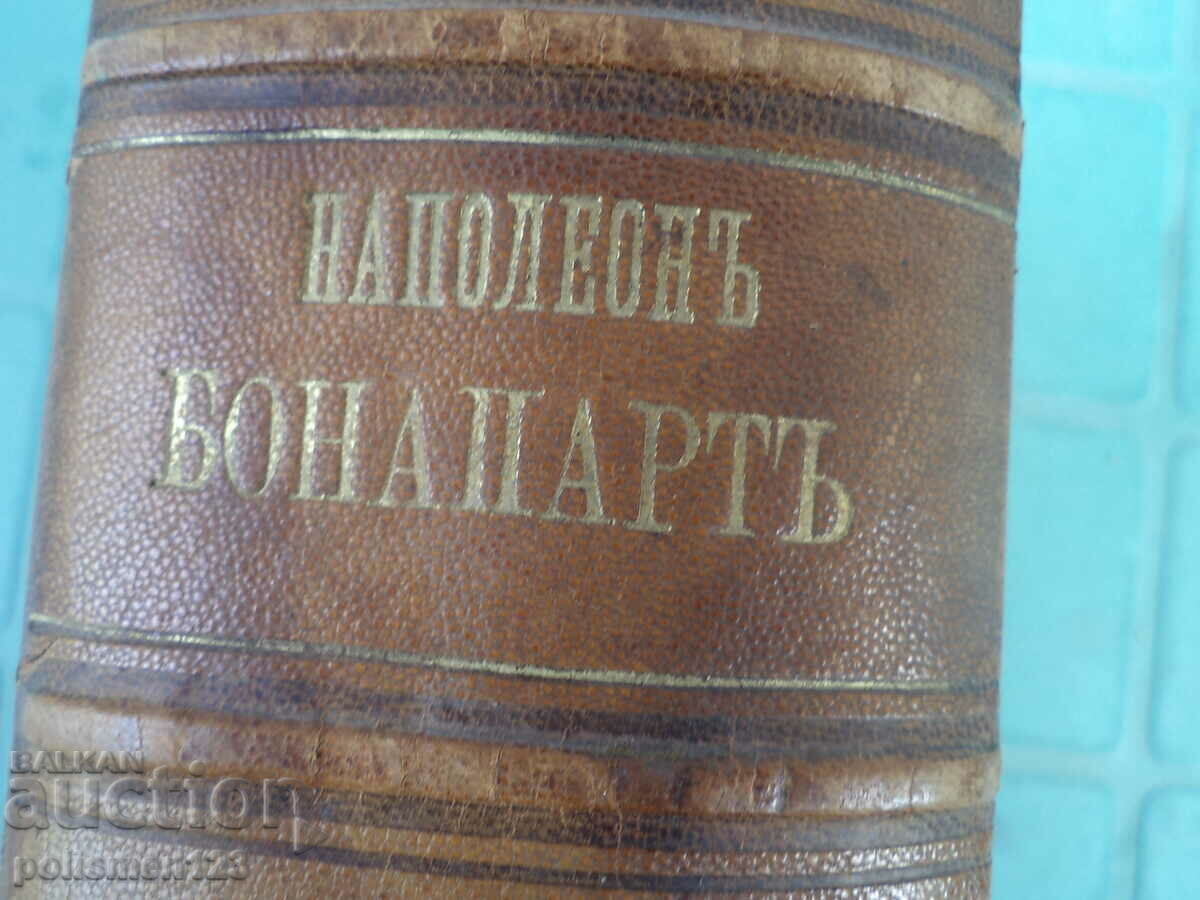 НАПОЛЕОНЪ
БОНАПАРТЪ
BALKAN
auction
polismen123